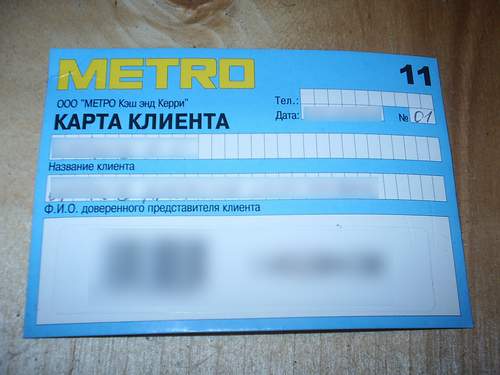 METRO
11
ООО "МЕТРО Кэш энд Керри"
Тел.:
КАРТА КЛИЕНТА
Дата:
№ 01
Название клиента
Ф.И.О. доверенного представителя клиента